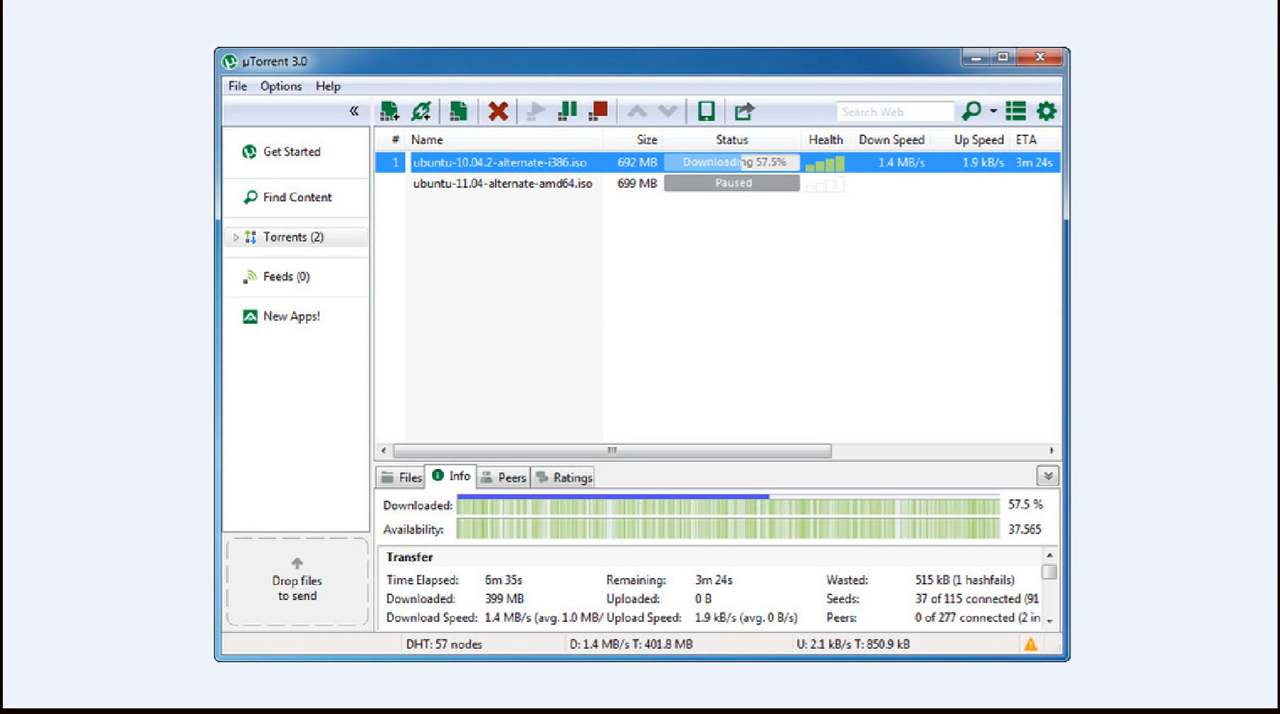 µTorrent 3.0
File Options Help
Search Web
Get Started
Find Content
Torrents (2)
Feeds (0)
New Apps!
Drop files
to send
# Name Size Status Health Down Speed Up Speed ETA
1 ubuntu-10.04.2-alternate-i386.iso 692 MB Downloading 57.5% 1.4 MB/s 1.9 kB/s 3m 24s
ubuntu-11.04-alternate-amd64.iso 699 MB Paused
Files Info Peers Ratings
Downloaded: 57.5 %
Availability: 37.565
Transfer
Time Elapsed: 6m 35s Remaining: 3m 24s Wasted: 515 kB (1 hashfails)
Downloaded: 399 MB Uploaded: 0 B Seeds: 37 of 115 connected (91
Download Speed: 1.4 MB/s (avg. 1.0 MB/ Upload Speed: 1.9 kB/s (avg. 0 B/s) Peers: 0 of 277 connected (2 in
DHT: 57 nodes D: 1.4 MB/s T: 401.8 MB U: 2.1 kB/s T: 850.9 kB